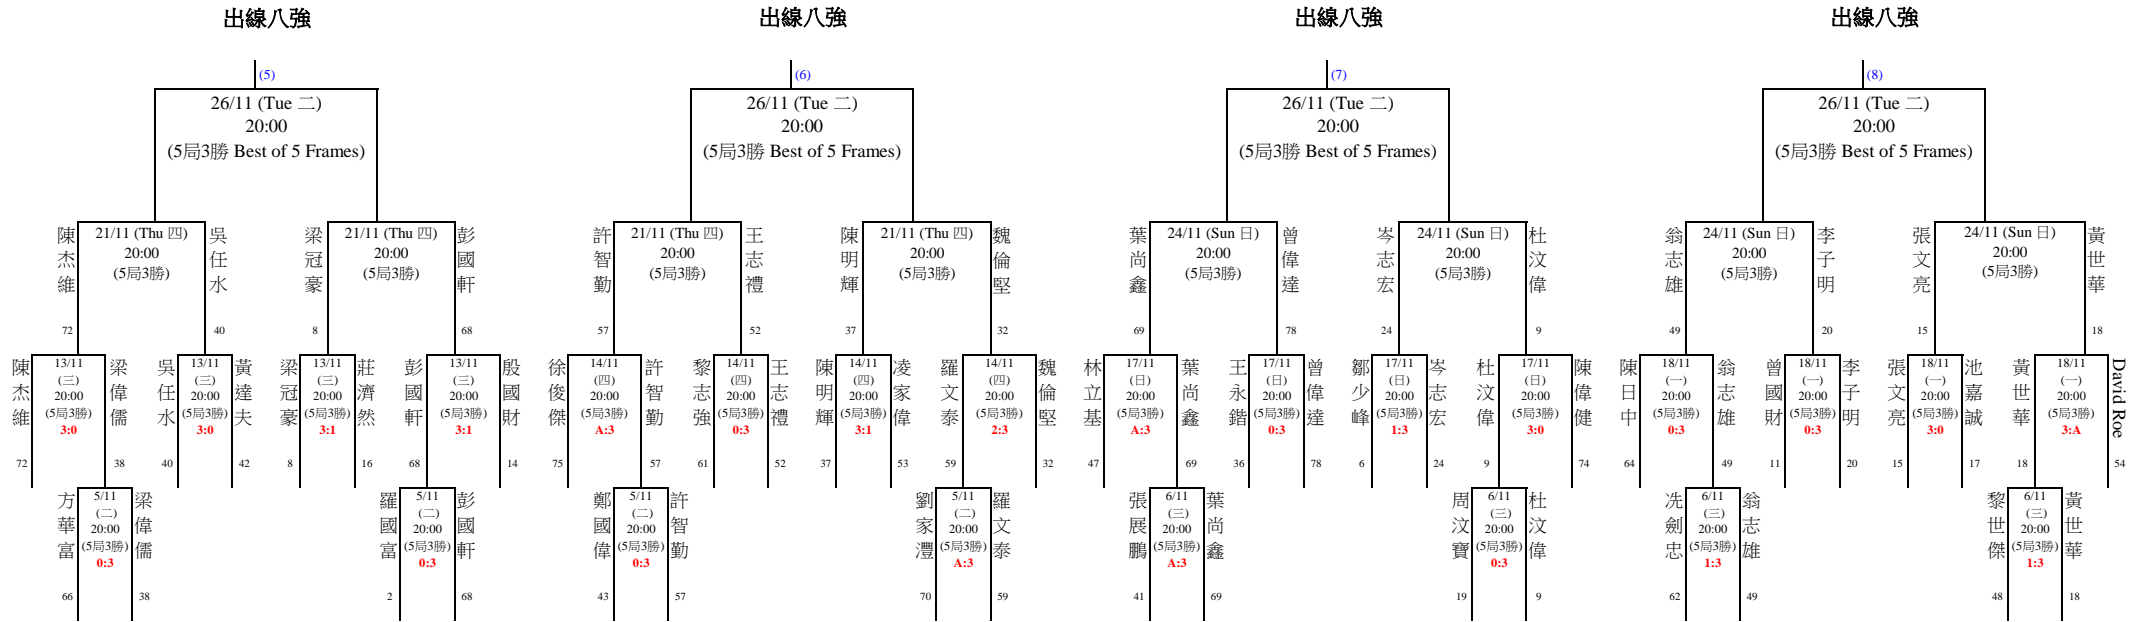 出線八強
出線八強
出線八強
出線八強
(5)
(6)
(7)
(8)
26/11 (Tue 二)
20:00
(5局3勝 Best of 5 Frames)
26/11 (Tue 二)
20:00
(5局3勝 Best of 5 Frames)
26/11 (Tue 二)
20:00
(5局3勝 Best of 5 Frames)
26/11 (Tue 二)
20:00
(5局3勝 Best of 5 Frames)
陳杰維
21/11 (Thu 四)
20:00
(5局3勝)
吳任水
梁冠豪
21/11 (Thu 四)
20:00
(5局3勝)
彭國軒
許智勤
21/11 (Thu 四)
20:00
(5局3勝)
王志禮
陳明輝
21/11 (Thu 四)
20:00
(5局3勝)
魏倫堅
葉尚鑫
24/11 (Sun 日)
20:00
(5局3勝)
曾偉達
岑志宏
24/11 (Sun 日)
20:00
(5局3勝)
杜汶偉
翁志雄
24/11 (Sun 日)
20:00
(5局3勝)
李子明
張文亮
24/11 (Sun 日)
20:00
(5局3勝)
黃世華
72
40
8
68
57
52
37
32
69
78
24
9
49
20
15
18
陳杰維
13/11
(三)
20:00
(5局3勝)
3:0
梁偉儒
吳任水
13/11
(三)
20:00
(5局3勝)
3:0
黃達夫
梁冠豪
13/11
(三)
20:00
(5局3勝)
3:1
莊濟然
彭國軒
13/11
(三)
20:00
(5局3勝)
3:1
殷國財
徐俊傑
14/11
(四)
20:00
(5局3勝)
A:3
許智勤
黎志強
14/11
(四)
20:00
(5局3勝)
0:3
王志禮
陳明輝
14/11
(四)
20:00
(5局3勝)
3:1
凌家偉
羅文泰
14/11
(四)
20:00
(5局3勝)
2:3
魏倫堅
林立基
17/11
(日)
20:00
(5局3勝)
A:3
葉尚鑫
王永鍇
17/11
(日)
20:00
(5局3勝)
0:3
曾偉達
鄒少峰
17/11
(日)
20:00
(5局3勝)
1:3
岑志宏
杜汶偉
17/11
(日)
20:00
(5局3勝)
3:0
陳偉健
陳日中
18/11
(一)
20:00
(5局3勝)
0:3
翁志雄
曾國財
18/11
(一)
20:00
(5局3勝)
0:3
李子明
張文亮
18/11
(一)
20:00
(5局3勝)
3:0
池嘉誠
黃世華
18/11
(一)
20:00
(5局3勝)
3:A
David Roe
72
38
40
42
8
16
68
14
75
57
61
52
37
53
59
32
47
69
36
78
6
24
9
74
64
49
11
20
15
17
18
54
方華富
5/11
(二)
20:00
(5局3勝)
0:3
梁偉儒
羅國富
5/11
(二)
20:00
(5局3勝)
0:3
彭國軒
鄭國偉
5/11
(二)
20:00
(5局3勝)
0:3
許智勤
劉家灃
5/11
(二)
20:00
(5局3勝)
A:3
羅文泰
張展鵬
6/11
(三)
20:00
(5局3勝)
A:3
葉尚鑫
周汶寶
6/11
(三)
20:00
(5局3勝)
0:3
杜汶偉
冼劍忠
6/11
(三)
20:00
(5局3勝)
1:3
翁志雄
黎世傑
6/11
(三)
20:00
(5局3勝)
1:3
黃世華
66
38
2
68
43
57
70
59
41
69
19
9
62
49
48
18